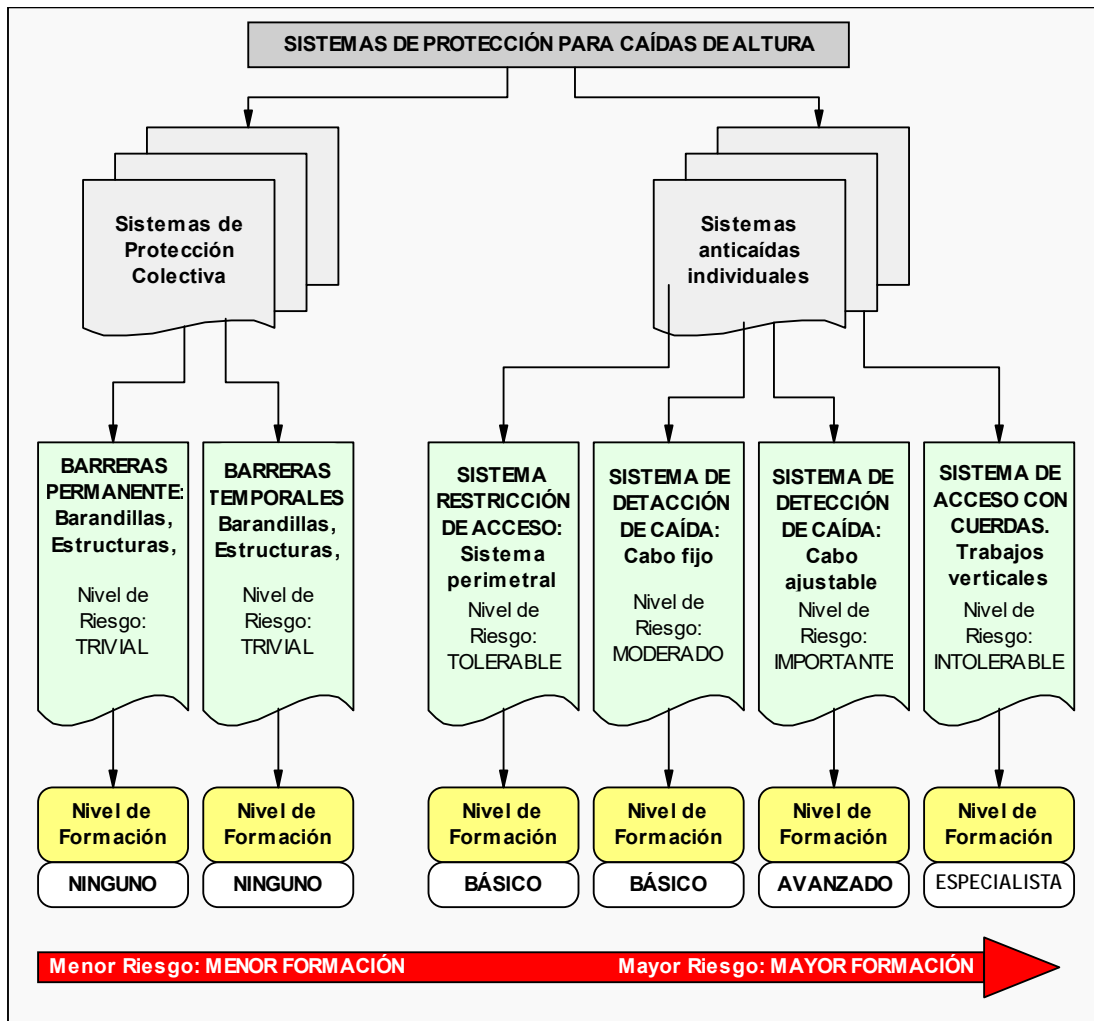 SISTEMAS DE PROTECCIÓN PARA CAÍDAS DE ALTURA
Sistemas de
Protección
Colectiva
Sistemas
anticaídas
individuales
BARRERAS
PERMANENTE:
Barandillas,
Estructuras,
Nivel de
Riesgo:
TRIVIAL
BARRERAS
TEMPORALES
Barandillas,
Estructuras,
Nivel de
Riesgo:
TRIVIAL
SISTEMA
RESTRICCIÓN
DE ACCESO:
Sistema
perimetral
Nivel de
Riesgo:
TOLERABLE
SISTEMA DE
DETACCIÓN
DE CAÍDA:
Cabo fijo
Nivel de
Riesgo:
MODERADO
SISTEMA DE
DETECCIÓN
DE CAÍDA:
Cabo
ajustable
Nivel de
Riesgo:
IMPORTANTE
SISTEMA DE
ACCESO CON
CUERDAS.
Trabajos
verticales
Nivel de
Riesgo:
INTOLERABLE
Nivel de
Formación
NINGUNO
Nivel de
Formación
NINGUNO
Nivel de
Formación
BÁSICO
Nivel de
Formación
BÁSICO
Nivel de
Formación
AVANZADO
Nivel de
Formación
ESPECIALISTA
Menor Riesgo: MENOR FORMACIÓN
Mayor Riesgo: MAYOR FORMACIÓN